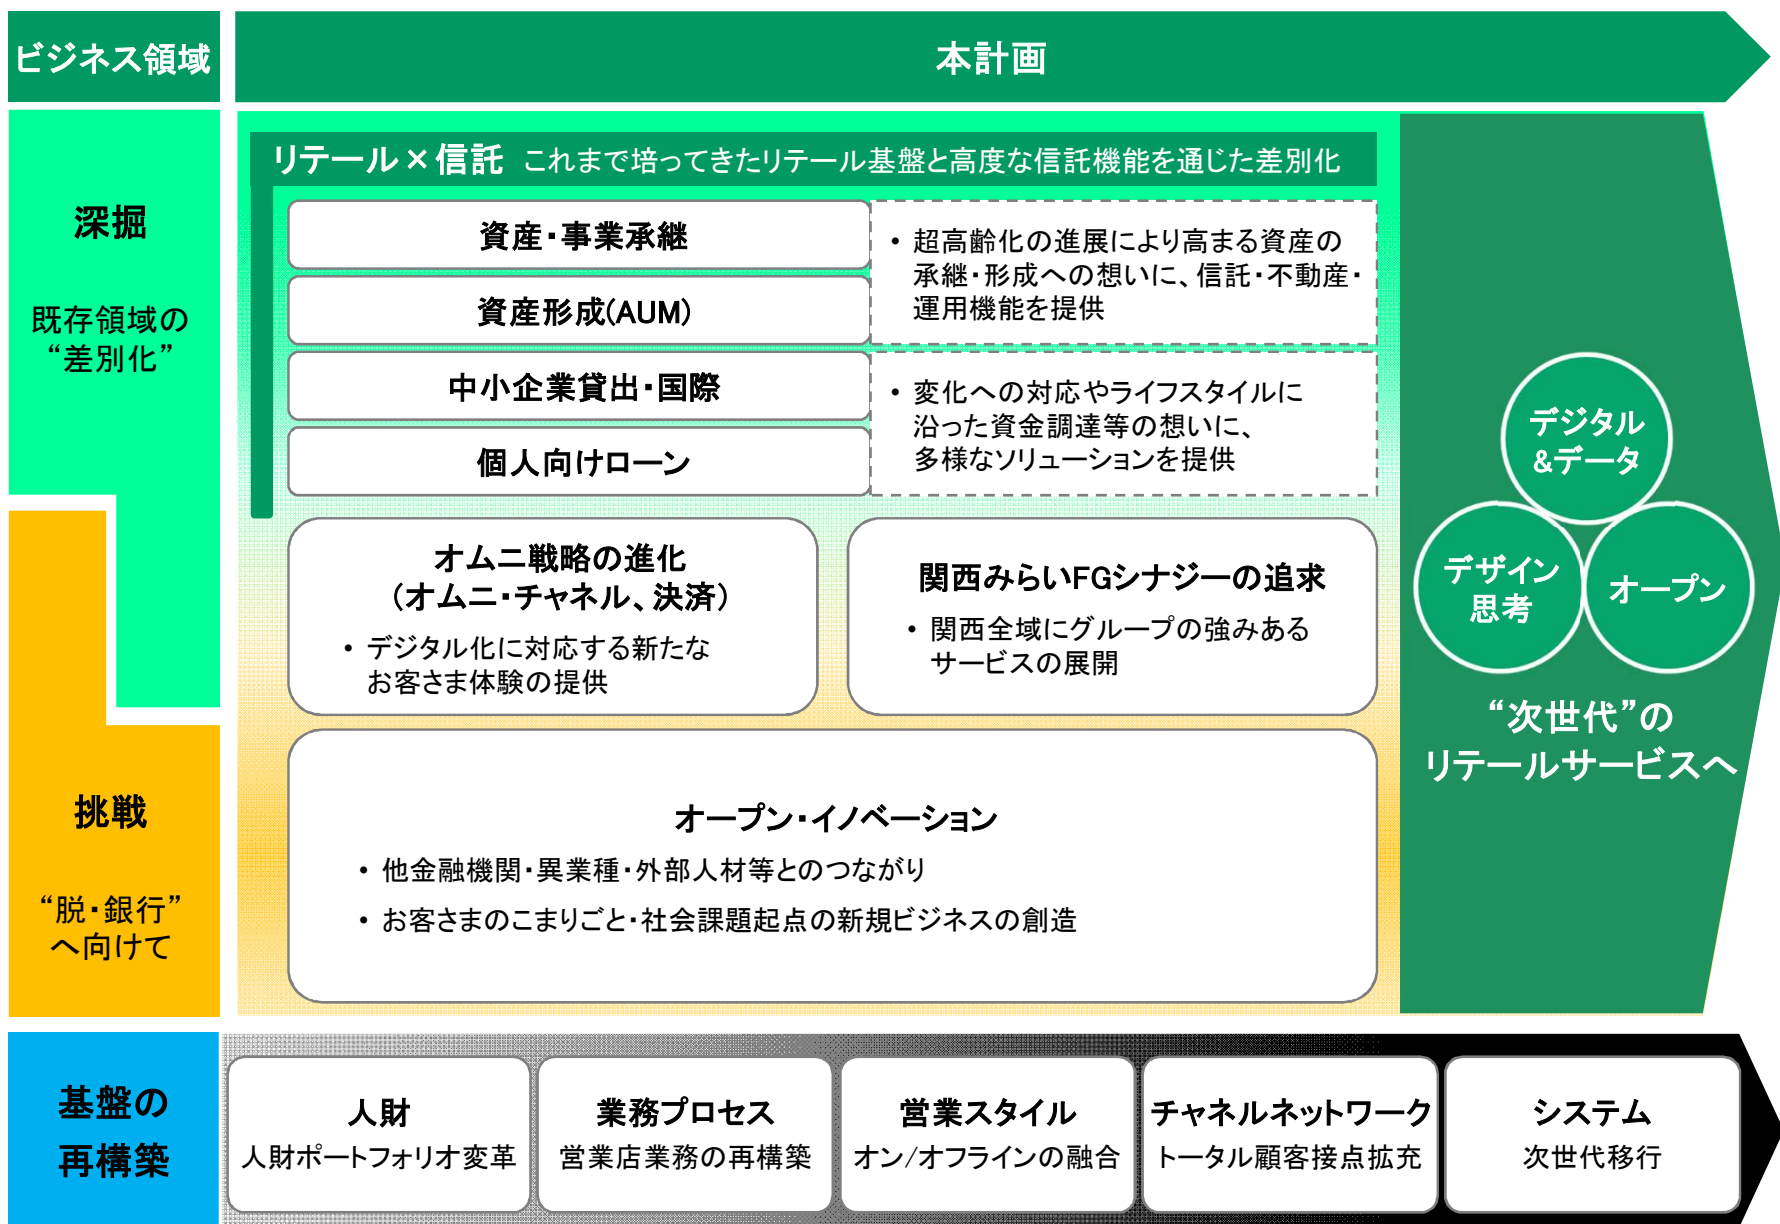 ビジネス領域
本計画
深掘
既存領域の
“差別化”
リテール×信託 これまで培ってきたリテール基盤と高度な信託機能を通じた差別化
資産・事業承継
資産形成(AUM)
・超高齢化の進展により高まる資産の
承継・形成への想いに、信託・不動産・
運用機能を提供
中小企業貸出・国際
個人向けローン
・変化への対応やライフスタイルに
沿った資金調達等の想いに、
多様なソリューションを提供
オムニ戦略の進化
(オムニ・チャネル、決済)
・デジタル化に対応する新たな
お客さま体験の提供
関西みらいFGシナジーの追求
・関西全域にグループの強みある
サービスの展開
挑戦
“脱・銀行”
へ向けて
オープン・イノベーション
・他金融機関・異業種・外部人材等とのつながり
・お客さまのこまりごと・社会課題起点の新規ビジネスの創造
デジタル
&データ
デザイン
思考
オープン
“次世代”の
リテールサービスへ
基盤の
再構築
人財
人財ポートフォリオ変革
業務プロセス
営業店業務の再構築
営業スタイル
オン/オフラインの融合
チャネルネットワーク
トータル顧客接点拡充
システム
次世代移行